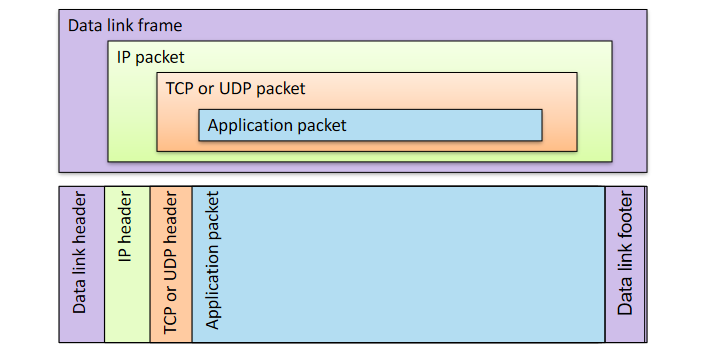 Data link frame
IP packet
TCP or UDP packet
Application packet
Data link header
IP header
TCP or UDP header
Application packet
Data link footer